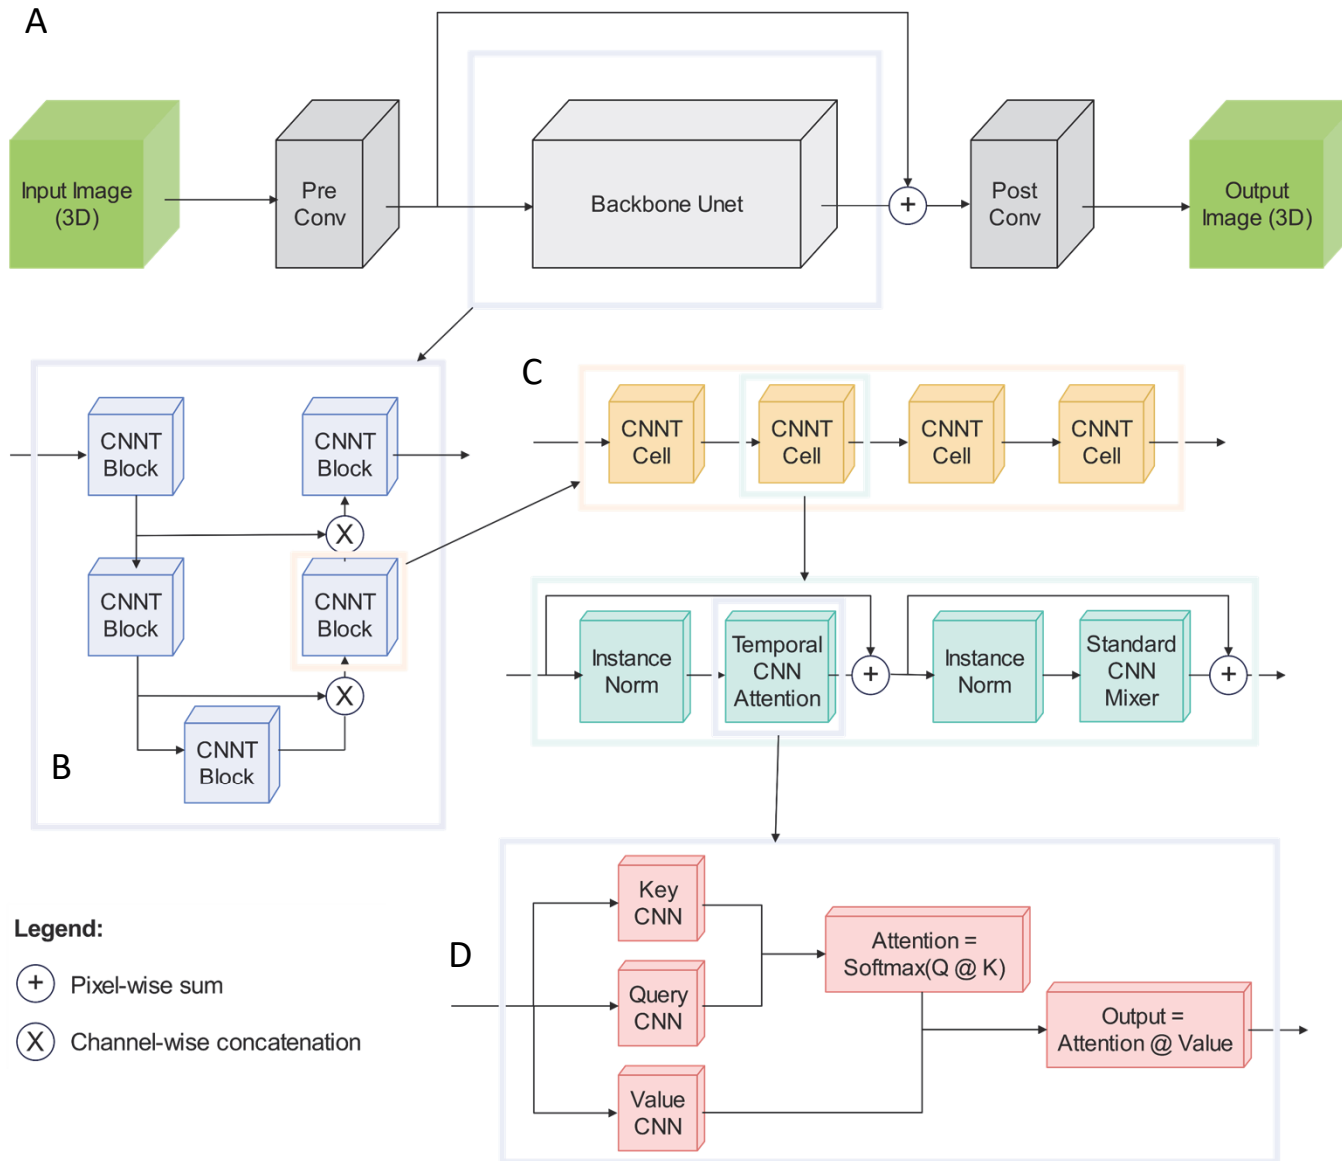 A
Input Image
(3D)
Pre
Conv
Backbone Unet
+
Post
Conv
Output
Image (3D)
B
CNNT
Block
CNNT
Block
X
CNNT
Block
CNNT
Block
X
CNNT
Block
C
CNNT
Cell
CNNT
Cell
CNNT
Cell
CNNT
Cell
Instance
Norm
Temporal
CNN
Attention
+
Instance
Norm
Standard
CNN
Mixer
+
D
Key
CNN
Query
CNN
Value
CNN
Attention =
Softmax(Q @ K)
Output =
Attention @ Value
Legend:
+ Pixel-wise sum
X Channel-wise concatenation